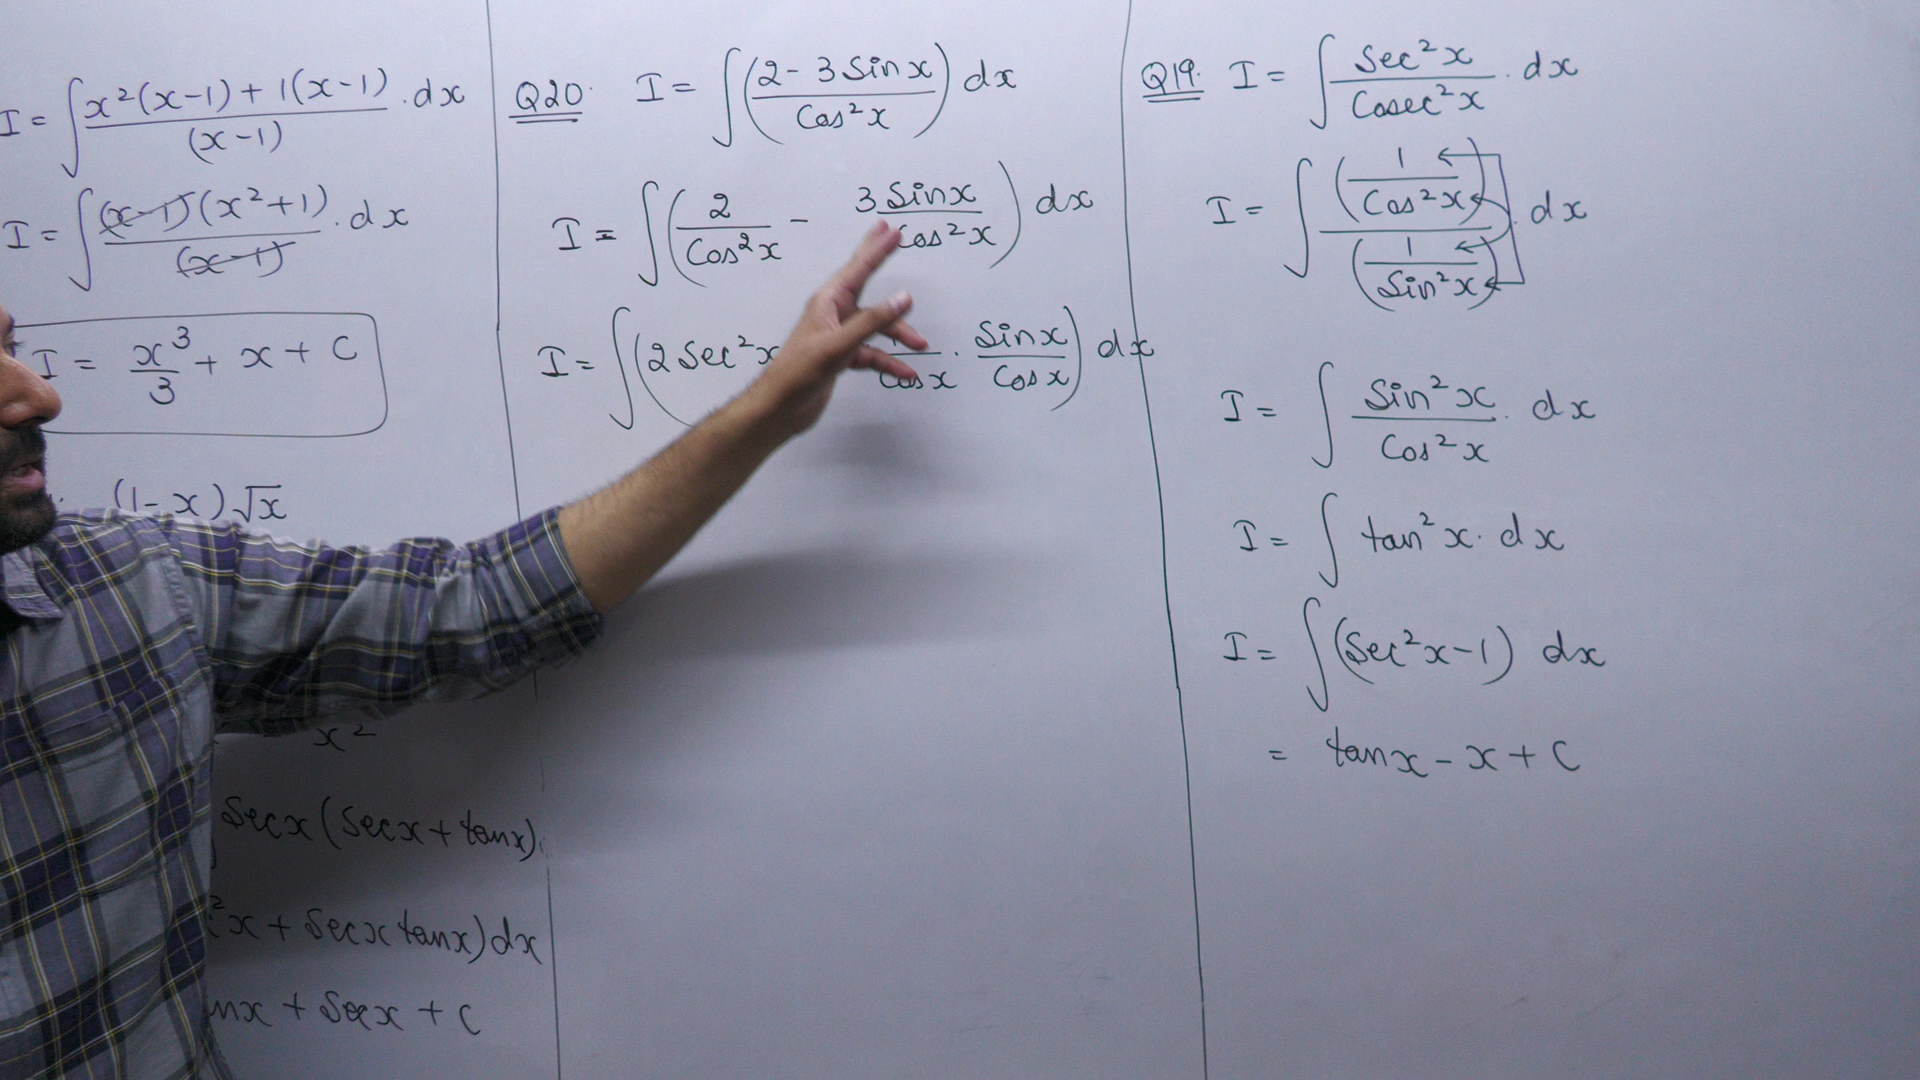 I = ∫ x²(x-1) + 1(x-1) / (x-1) . dx
I = ∫ (x-1)(x²+1) / (x-1) . dx
I = x³/3 + x + C
(1-x)√x
x²
Secx (Secx + tanx)
²x + Secx tanx) dx
nx + Secx + C
Q20. I = ∫ (2 - 3 Sinx / Cos²x) dx
I = ∫ (2 / Cos²x - 3 Sinx / Cos²x) dx
I = ∫ (2 Sec²x / Cosx . Sinx / Cosx) dx
Q19. I = ∫ Sec²x / Cosec²x . dx
I = ∫ (1 / Cos²x) / (1 / Sin²x) . dx
I = ∫ Sin²x / Cos²x . dx
I = ∫ tan²x . dx
I = ∫ (Sec²x-1) dx
= tanx - x + C